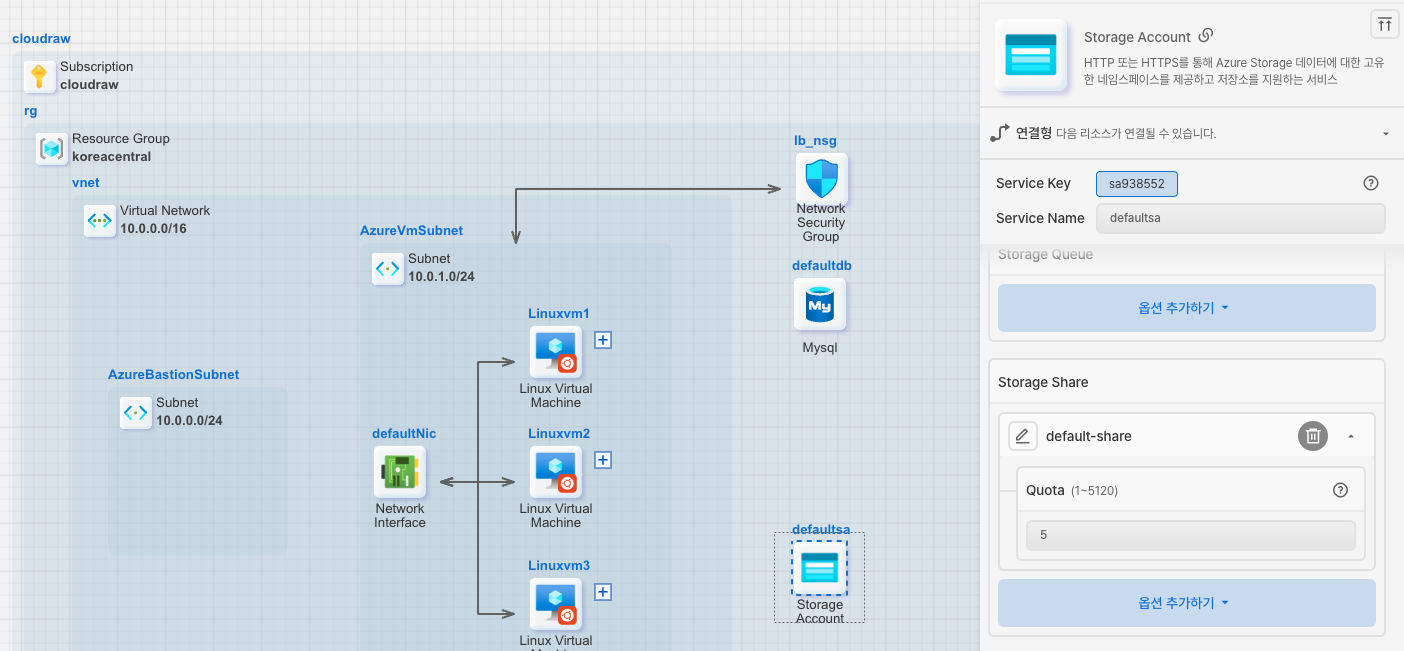 cloudraw
Subscription
cloudraw
rg
Resource Group
koreacentral
vnet
Virtual Network
10.0.0.0/16
AzureBastionSubnet
Subnet
10.0.0.0/24
AzureVmSubnet
Subnet
10.0.1.0/24
Linuxvm1
Linux Virtual
Machine
defaultNic
Network
Interface
Linuxvm2
Linux Virtual
Machine
Linuxvm3
Linux Virtual
lb_nsg
Network
Security
Group
defaultdb
My
Mysql
defaultsa
Storage
Account
Storage Account
HTTP 또는 HTTPS를 통해 Azure Storage 데이터에 대한 고유
한 네임스페이스를 제공하고 저장소를 지원하는 서비스
연결형 다음 리소스가 연결될 수 있습니다.
Service Key sa938552
Service Name defaultsa
Storage Queue
옵션 추가하기
Storage Share
default-share
Quota (1~5120)
5
옵션 추가하기